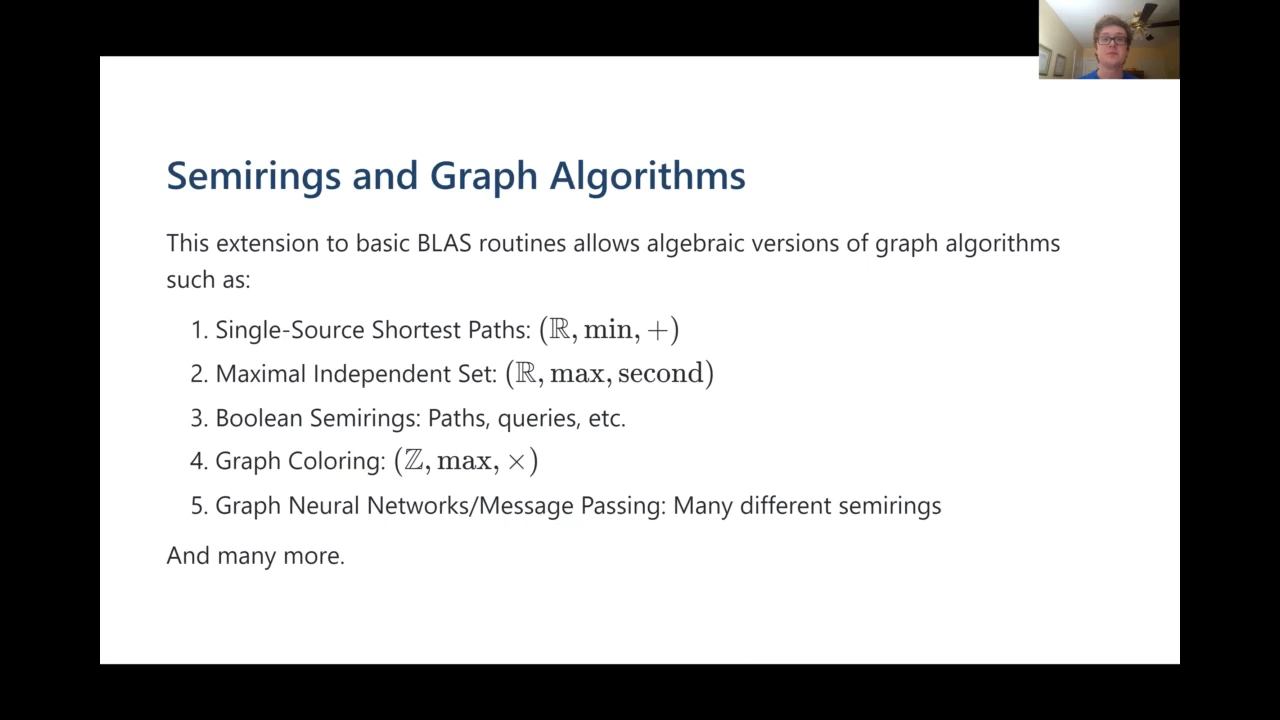 Semirings and Graph Algorithms
This extension to basic BLAS routines allows algebraic versions of graph algorithms
such as:
1. Single-Source Shortest Paths: (ℝ, min, +)
2. Maximal Independent Set: (ℝ, max, second)
3. Boolean Semirings: Paths, queries, etc.
4. Graph Coloring: (ℤ, max, ×)
5. Graph Neural Networks/Message Passing: Many different semirings
And many more.